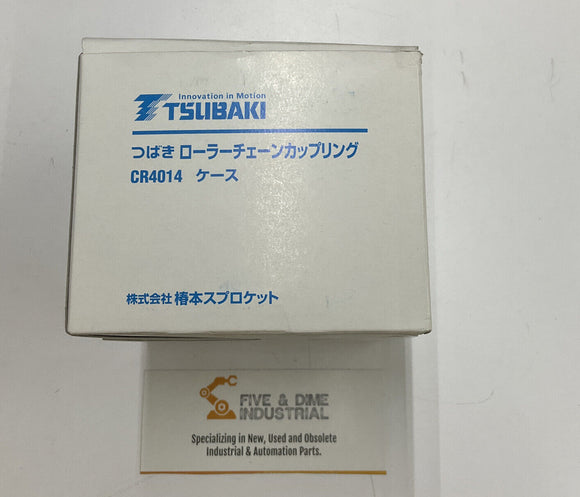 Innovation in Motion
TSUBAKI
つばき ローラーチェーンカップリング
CR4014 ケース
株式会社 椿本スプロケット
FIVE & DIME
INDUSTRIAL
Specializing in New, Used and Obsolete
Industrial & Automation Parts.